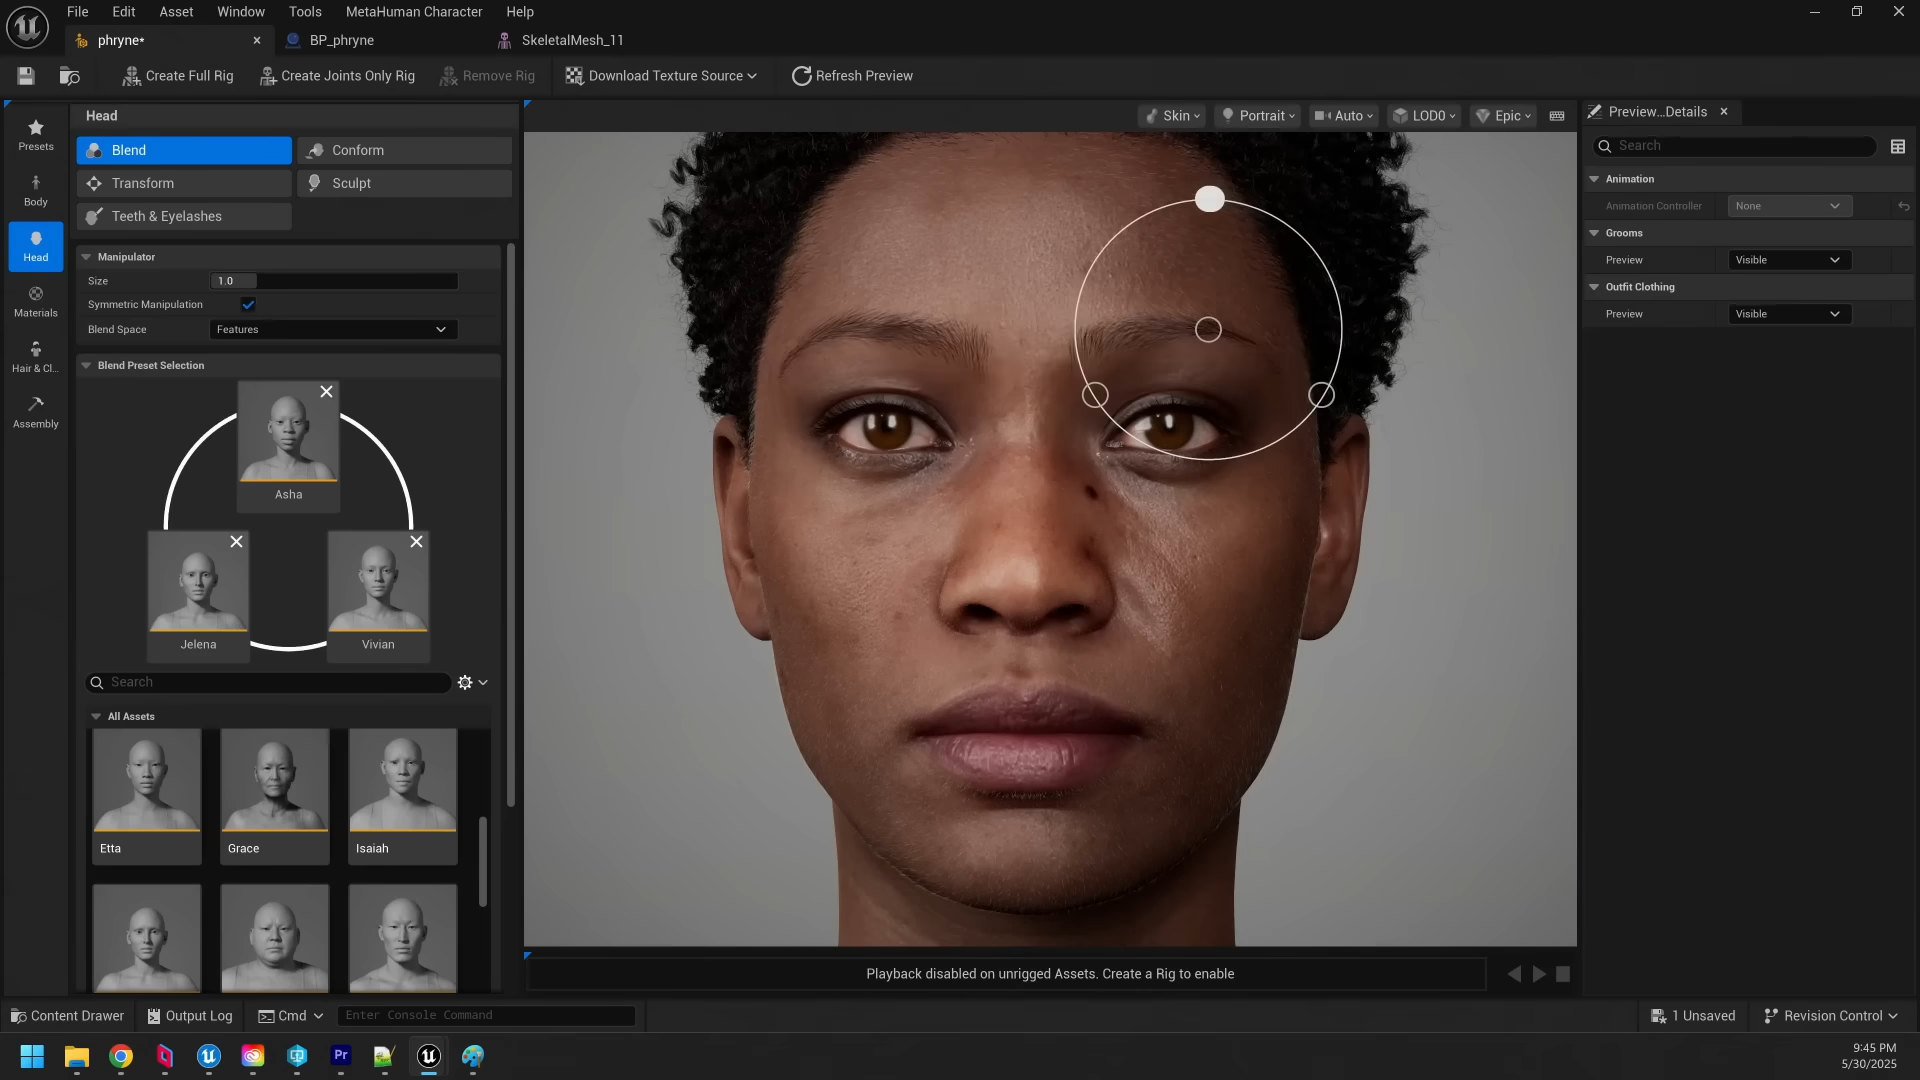 File Edit Asset Window Tools MetaHuman Character Help
phryne* BP_phryne SkeletalMesh_11
Create Full Rig Create Joints Only Rig Remove Rig Download Texture Source Refresh Preview
Presets
Body
Head
Materials
Hair & Cl...
Assembly
Head
Blend Conform
Transform Sculpt
Teeth & Eyelashes
Manipulator
Size 1.0
Symmetric Manipulation
Blend Space Features
Blend Preset Selection
Asha
Jelena Vivian
Search
All Assets
Etta Grace Isaiah
Skin Portrait Auto LOD0 Epic
Playback disabled on unrigged Assets. Create a Rig to enable
Preview...Details
Search
Animation
Animation Controller None
Grooms
Preview Visible
Outfit Clothing
Preview Visible
Content Drawer Output Log Cmd Enter Console Command 1 Unsaved Revision Control
Pr
9:45 PM
5/30/2025